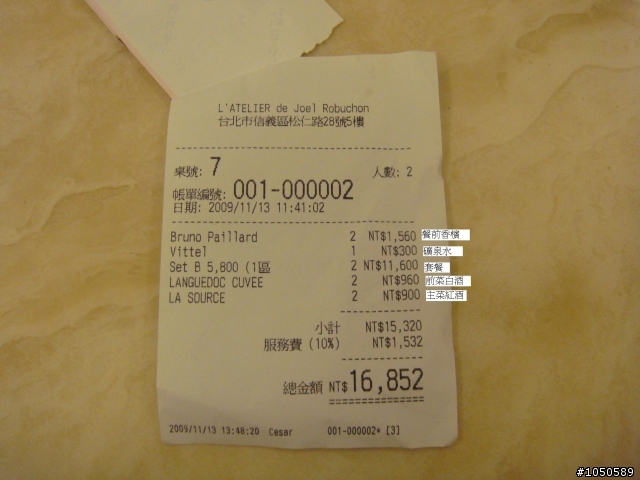 L'ATELIER de Joel Robuchon
台北市信義區松仁路28號5樓
桌號: 7 人數: 2
帳單編號: 001-000002
日期: 2009/11/13 11:41:02
Bruno Paillard 2 NT$1,560 餐前香檳
Vittel 1 NT$300 礦泉水
Set B 5,800 (1區 2 NT$11,600 套餐
LANGUEDOC CUVEE 2 NT$960 前菜白酒
LA SOURCE 2 NT$900 主菜紅酒
小計 NT$15,320
服務費 (10%) NT$1,532
總金額 NT$16,852
2009/11/13 13:48:20 Cesar 001-000002* [3]
#1050589